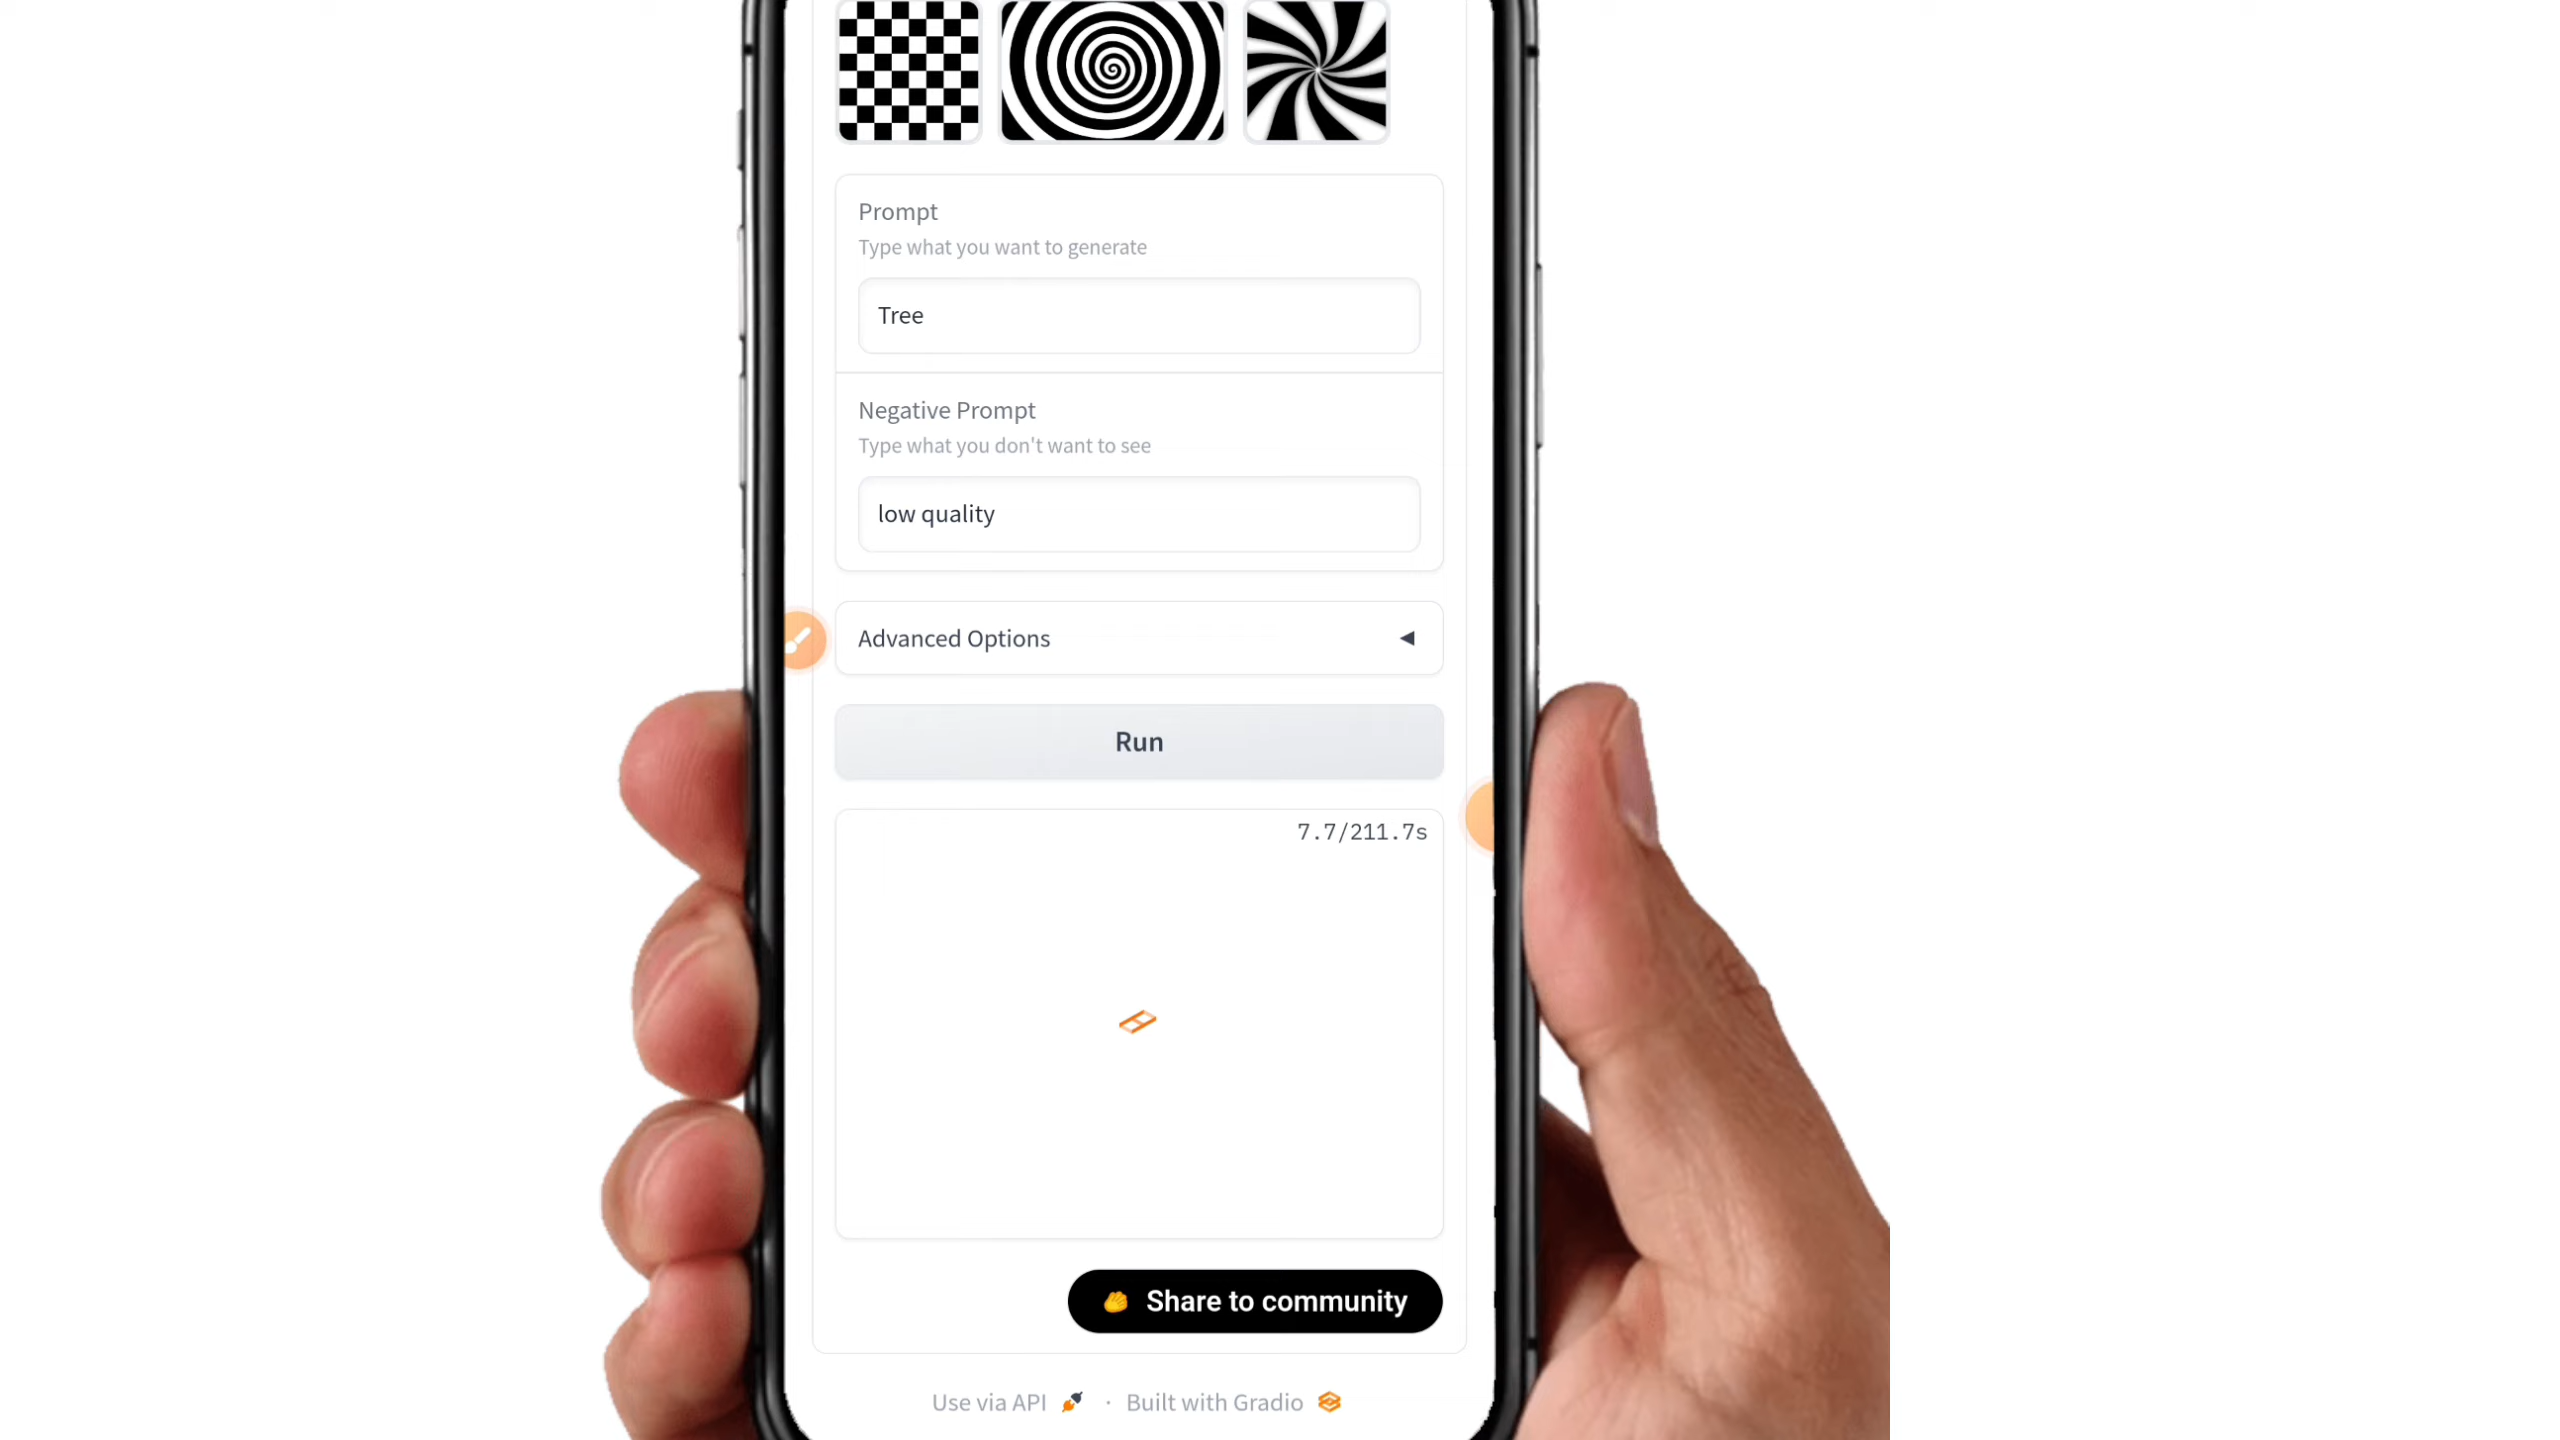 Prompt
Type what you want to generate
Tree
Negative Prompt
Type what you don't want to see
low quality
Advanced Options
Run
7.7/211.7s
Share to community
Use via API · Built with Gradio